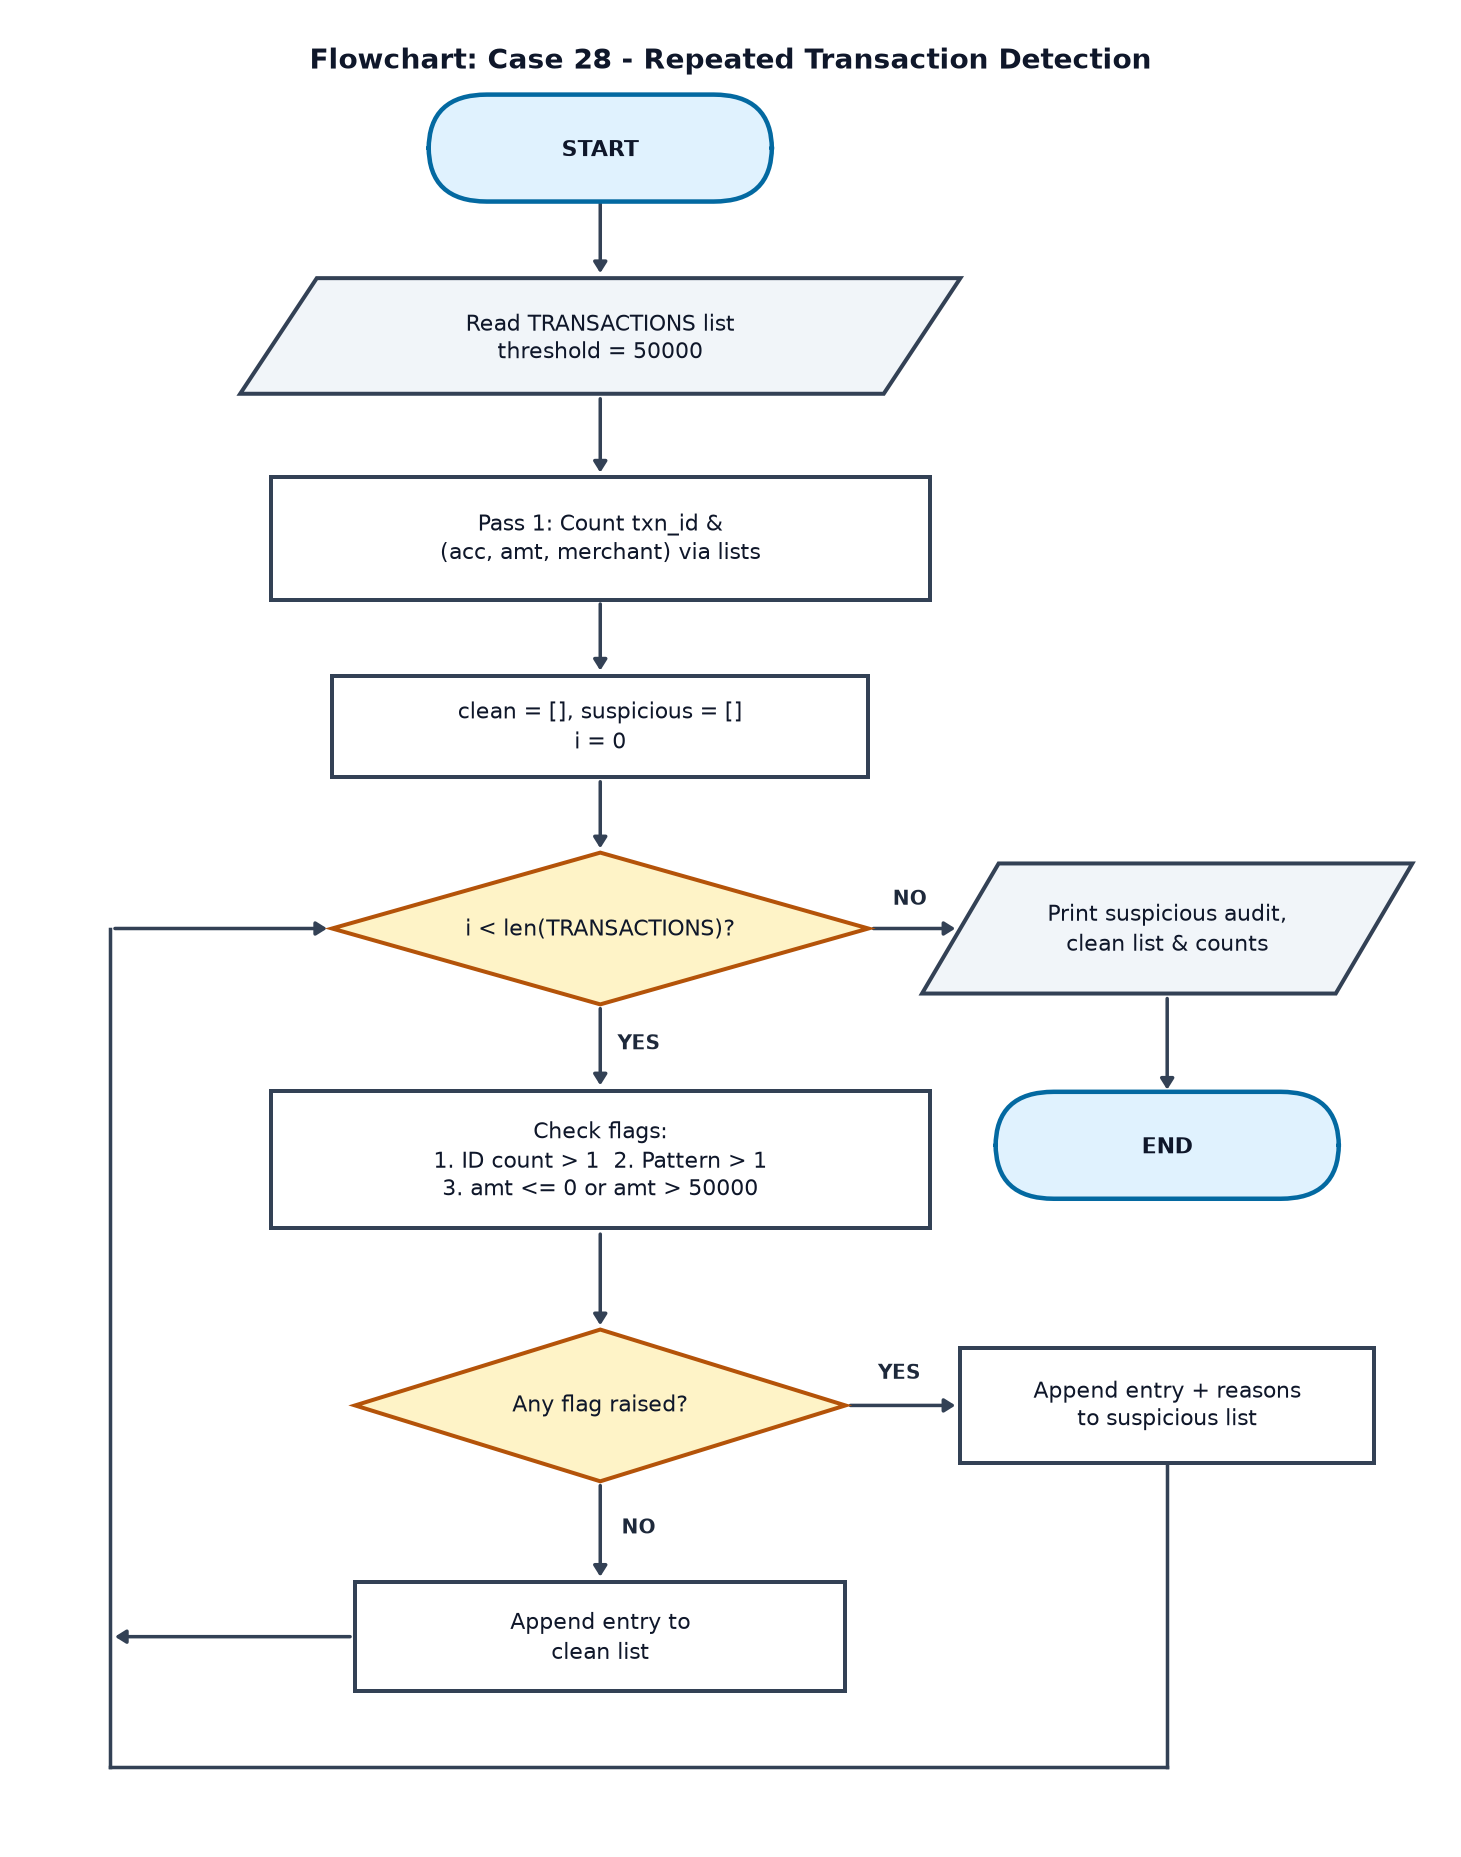 Flowchart: Case 28 - Repeated Transaction Detection
START
Read TRANSACTIONS list
threshold = 50000
Pass 1: Count txn_id &
(acc, amt, merchant) via lists
clean = [], suspicious = []
i = 0
i < len(TRANSACTIONS)?
NO
Print suspicious audit,
clean list & counts
END
YES
Check flags:
1. ID count > 1  2. Pattern > 1
3. amt <= 0 or amt > 50000
Any flag raised?
YES
Append entry + reasons
to suspicious list
NO
Append entry to
clean list